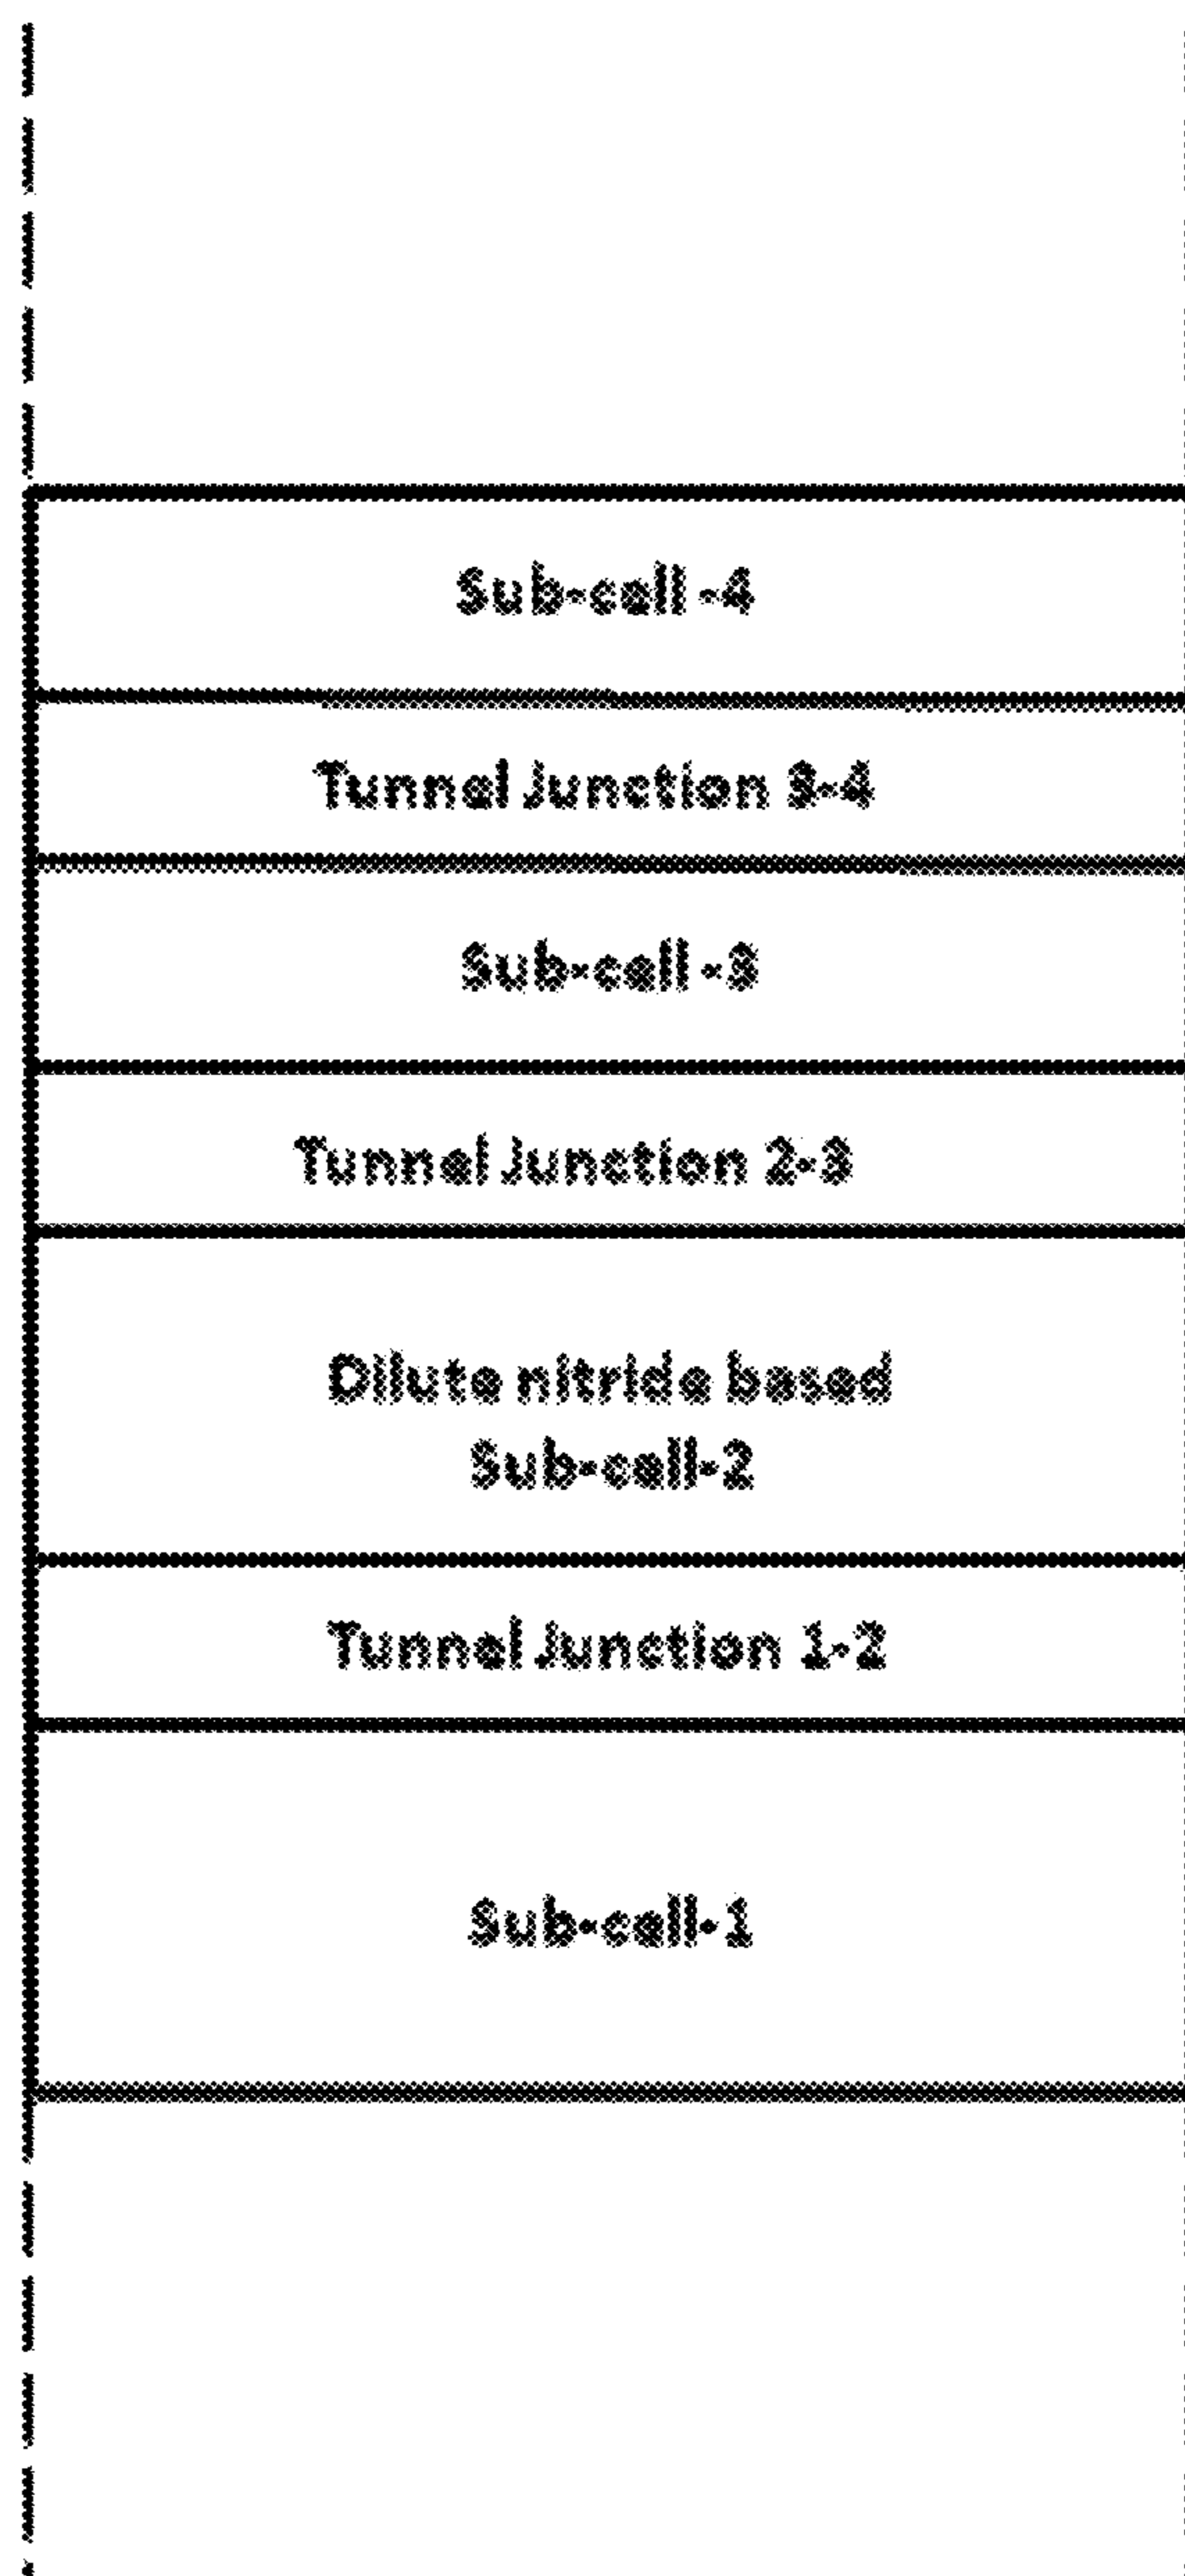 Sub-cell -4
Tunnel Junction 3-4
Sub-cell -3
Tunnel Junction 2-3
Dilute nitride based
Sub-cell-2
Tunnel Junction 1-2
Sub-cell-1